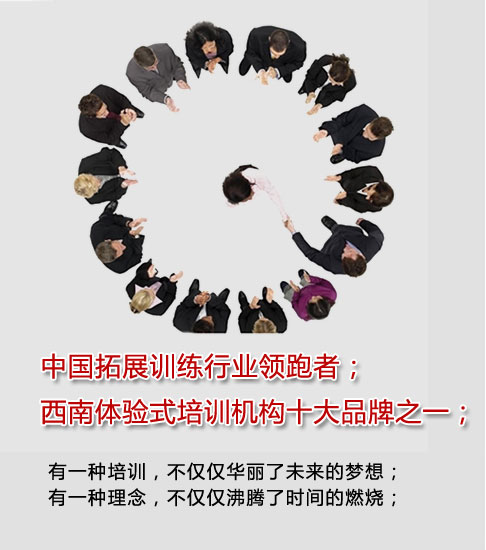 中国拓展训练行业领跑者；
西南体验式培训机构十大品牌之一；
有一种培训，不仅仅华丽了未来的梦想；
有一种理念，不仅仅沸腾了时间的燃烧；